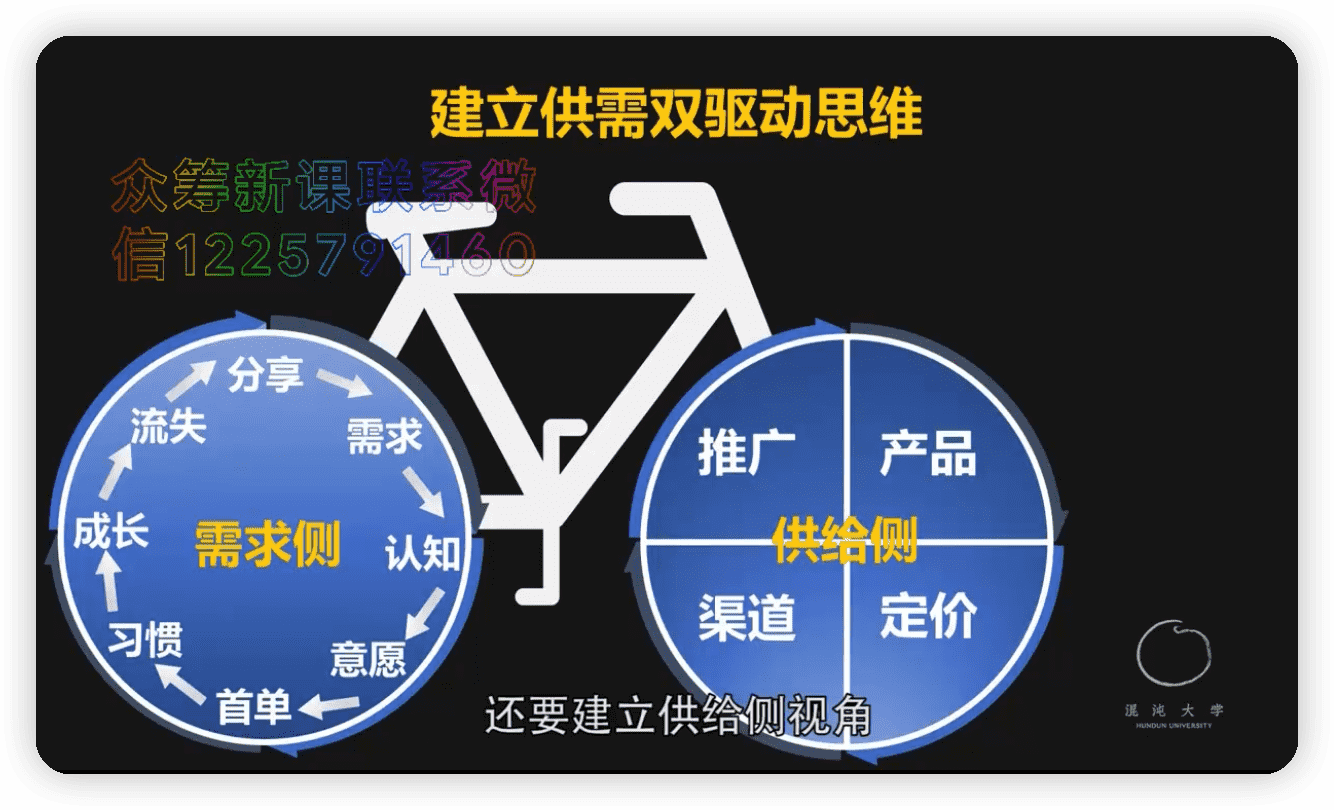 建立供需双驱动思维
众筹新课联系微
信1225791460
分享
需求
认知
意愿
首单
习惯
成长
流失
需求侧
推广
产品
供给侧
渠道
定价
还要建立供给侧视角
混沌大学
HUNDUN UNIVERSITY